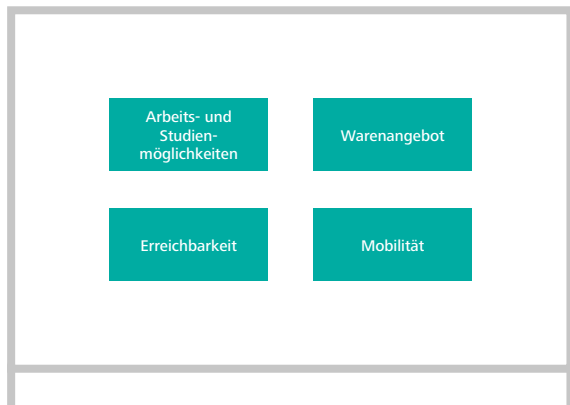 Arbeits- und
Studien-
möglichkeiten
Warenangebot
Erreichbarkeit
Mobilität